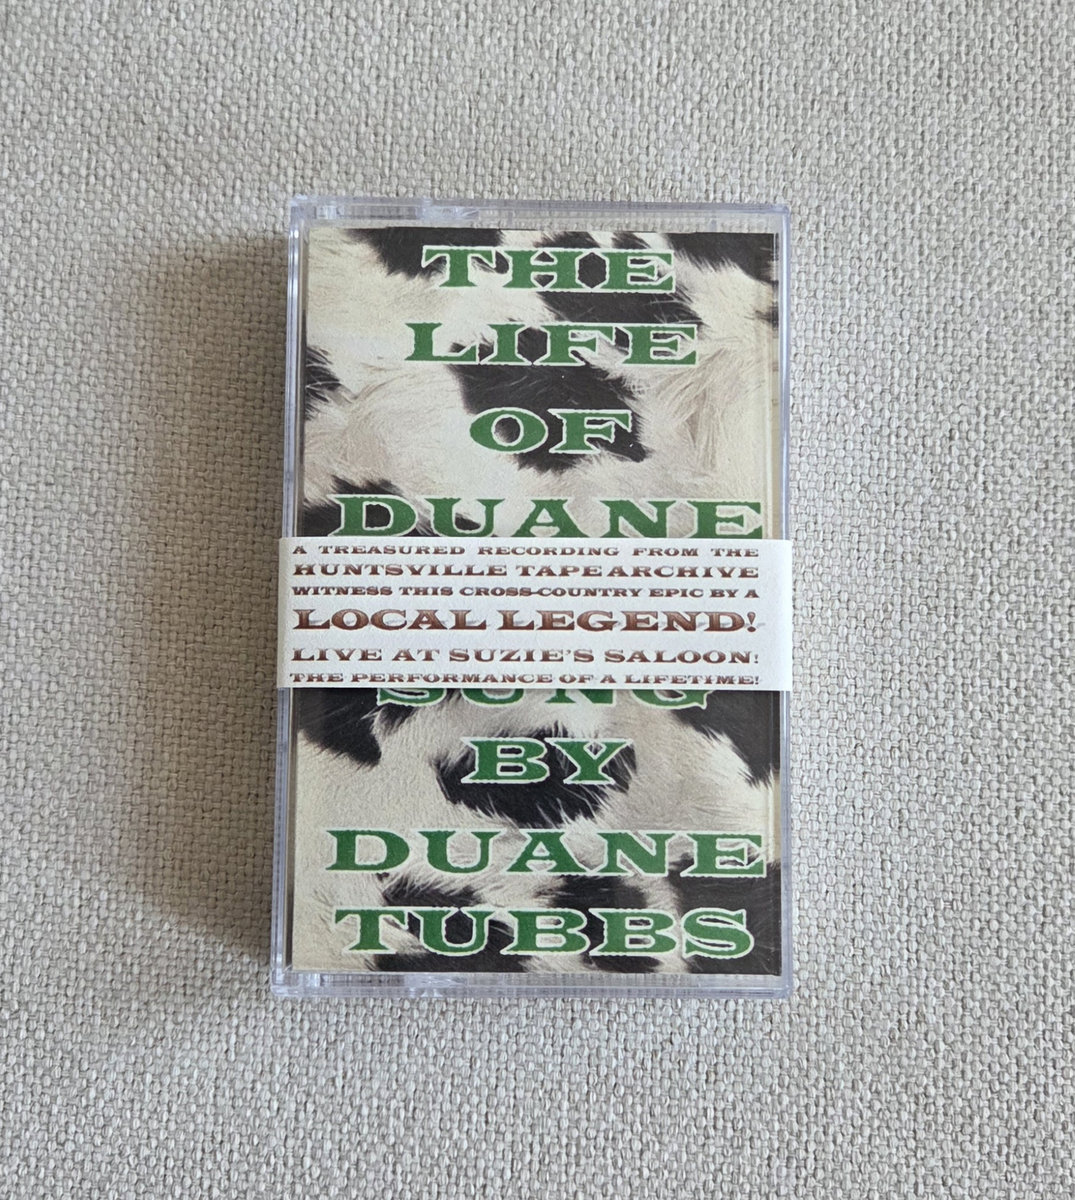 THE
LIFE
OF
DUANE
A TREASURED RECORDING FROM THE
HUNTSVILLE TAPE ARCHIVE
WITNESS THIS CROSS-COUNTRY EPIC BY A
LOCAL LEGEND!
LIVE AT SUZIE'S SALOON!
THE PERFORMANCE OF A LIFETIME!
SUNG
BY
DUANE
TUBBS